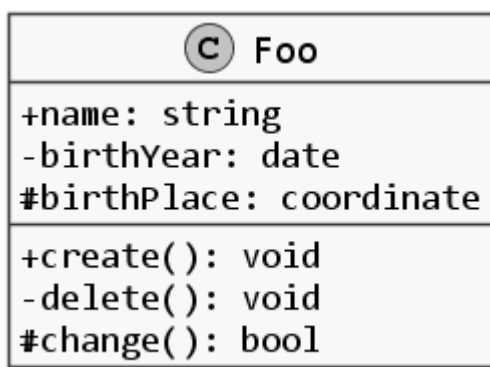 C Foo
+name: string
-birthYear: date
#birthPlace: coordinate
+create(): void
-delete(): void
#change(): bool